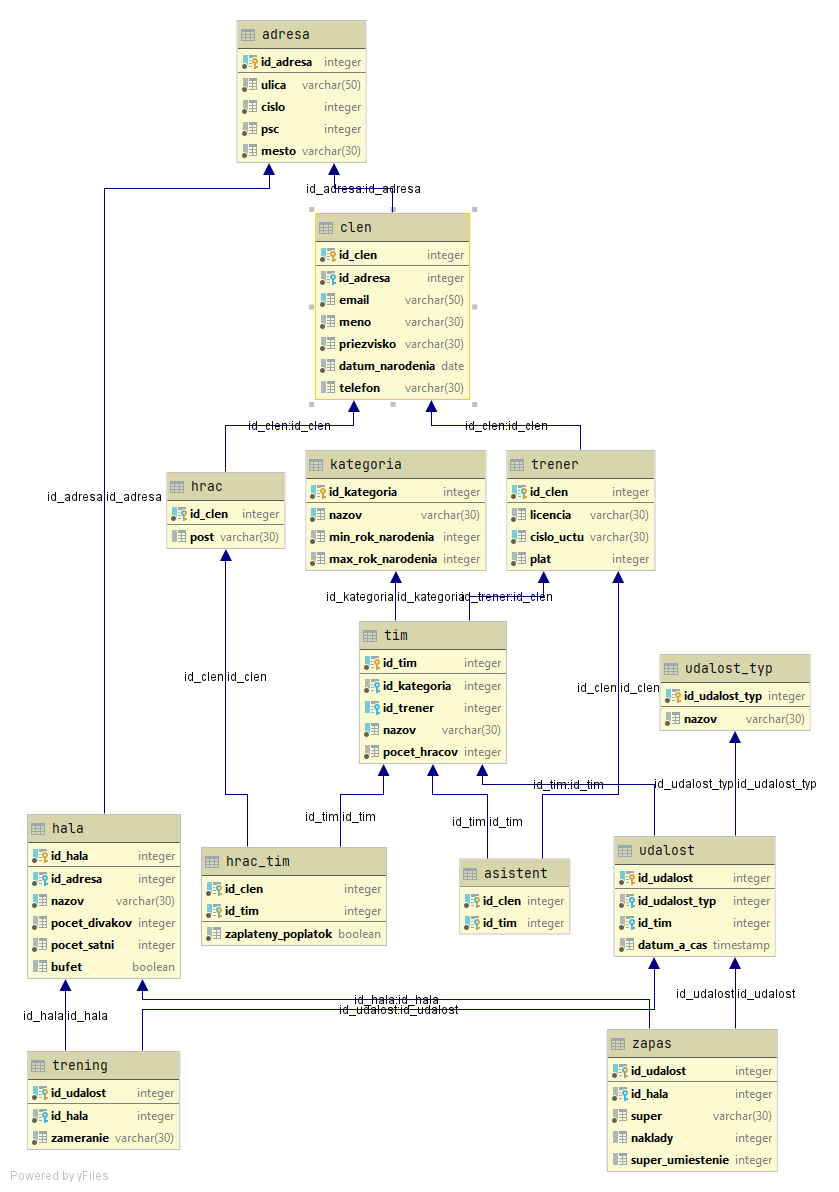 adresa
id_adresa integer
ulica varchar(50)
cislo integer
psc integer
mesto varchar(30)
id_adresa:id_adresa
clen
id_clen integer
id_adresa integer
email varchar(50)
meno varchar(30)
priezvisko varchar(30)
datum_narodenia date
telefon varchar(30)
id_clen:id_clen
id_clen:id_clen
id_adresa:id_adresa
hrac
id_clen integer
post varchar(30)
kategoria
id_kategoria integer
nazov varchar(30)
min_rok_narodenia integer
max_rok_narodenia integer
trener
id_clen integer
licencia varchar(30)
cislo_uctu varchar(30)
plat integer
id_kategoria:id_kategoria
id_trener:id_clen
tim
id_tim integer
id_kategoria integer
id_trener integer
nazov varchar(30)
pocet_hracov integer
id_clen:id_clen
id_clen:id_clen
udalost_typ
id_udalost_typ integer
nazov varchar(30)
id_tim:id_tim
id_udalost_typ:id_udalost_typ
id_tim:id_tim
id_tim:id_tim
hala
id_hala integer
id_adresa integer
nazov varchar(30)
pocet_divakov integer
pocet_satni integer
bufet boolean
hrac_tim
id_clen integer
id_tim integer
zaplateny_poplatok boolean
asistent
id_clen integer
id_tim integer
udalost
id_udalost integer
id_udalost_typ integer
id_tim integer
datum_a_cas timestamp
id_hala:id_hala
id_udalost:id_udalost
id_udalost:id_udalost
id_hala:id_hala
trening
id_udalost integer
id_hala integer
zameranie varchar(30)
zapas
id_udalost integer
id_hala integer
super varchar(30)
naklady integer
super_umiestenie integer
Powered by yFiles